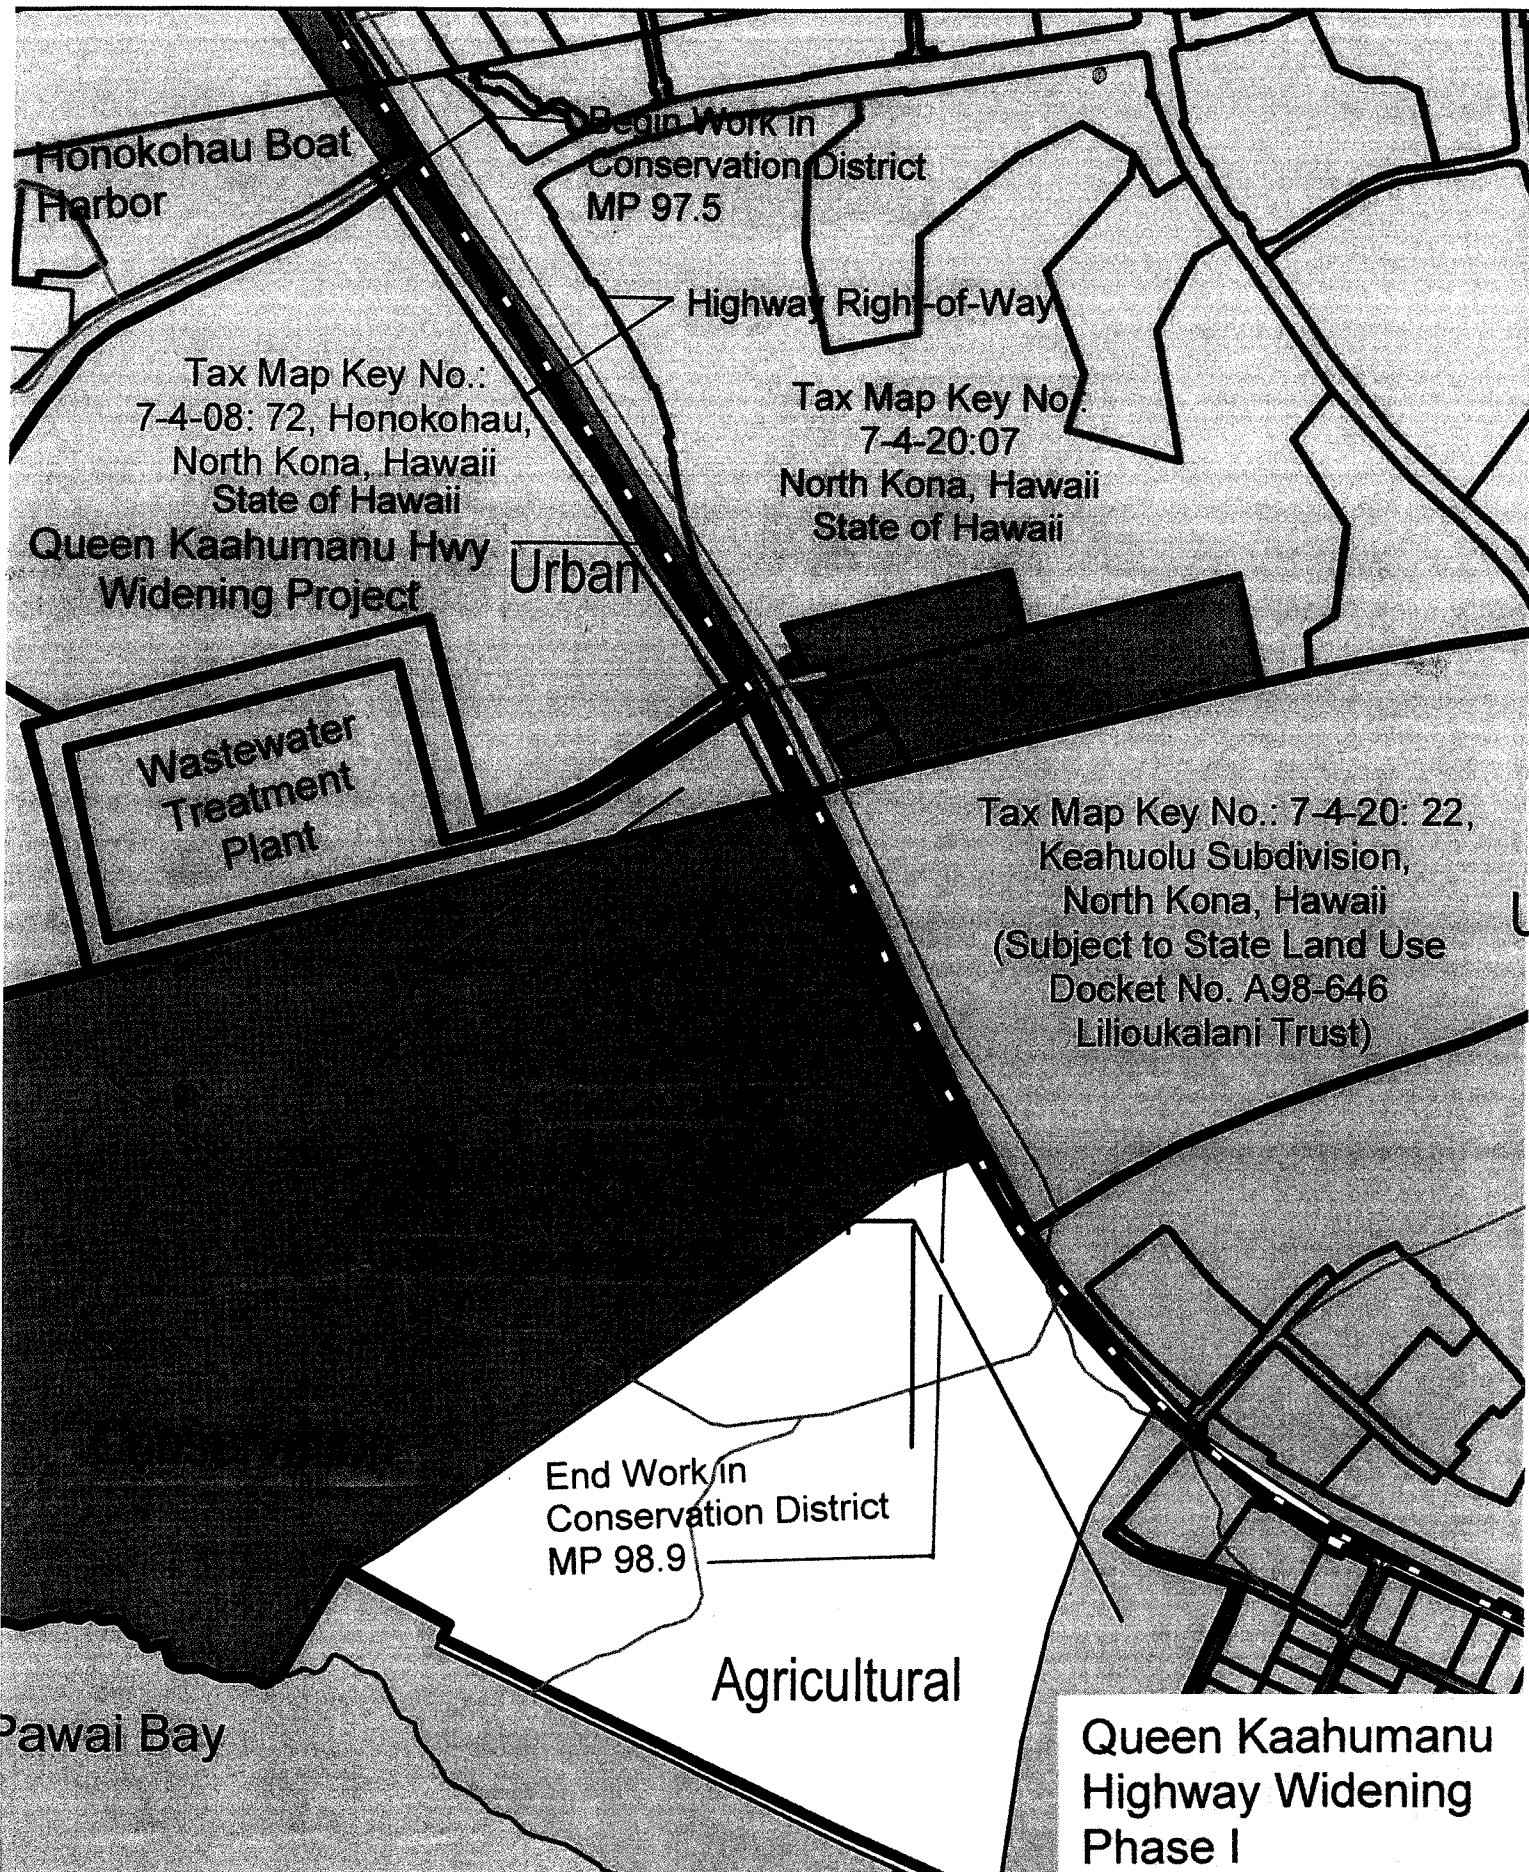 Begin Work in
Conservation District
MP 97.5
Honokohau Boat
Harbor
Highway Right-of-Way
Tax Map Key No.:
7-4-08: 72, Honokohau,
North Kona, Hawaii
State of Hawaii
Tax Map Key No.:
7-4-20:07
North Kona, Hawaii
State of Hawaii
Queen Kaahumanu Hwy
Widening Project
Urban
Wastewater
Treatment
Plant
Tax Map Key No.: 7-4-20: 22,
Keahuolu Subdivision,
North Kona, Hawaii
(Subject to State Land Use
Docket No. A98-646
Lilioukalani Trust)
End Work in
Conservation District
MP 98.9
Agricultural
Pawai Bay
Queen Kaahumanu
Highway Widening
Phase I